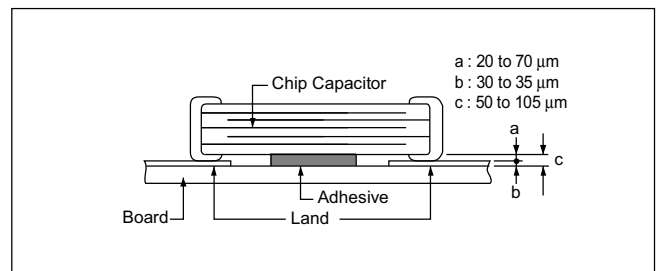 a : 20 to 70 μm
b : 30 to 35 μm
c : 50 to 105 μm
Chip Capacitor
a
c
b
Adhesive
Board
Land